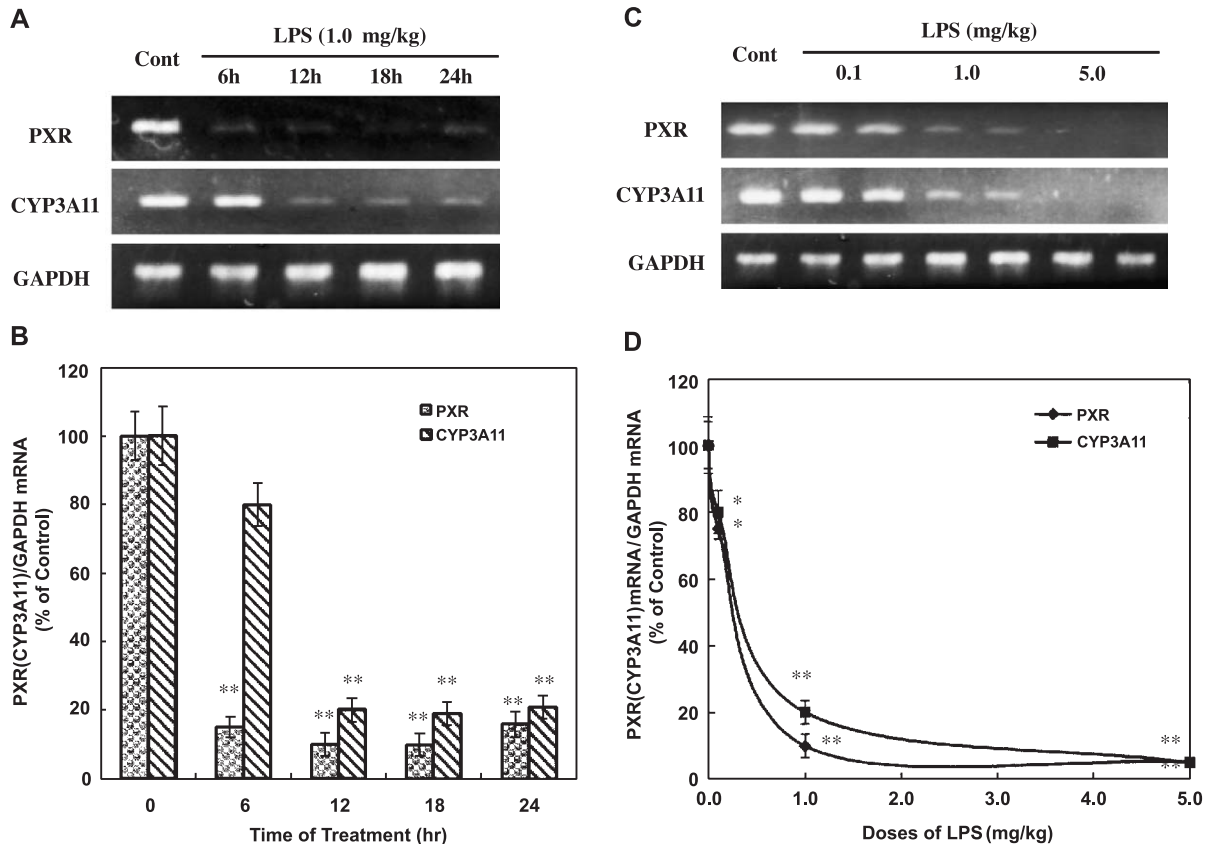 A
LPS (1.0 mg/kg)
Cont 6h 12h 18h 24h
PXR
CYP3A11
GAPDH
B
PXR(CYP3A11)/GAPDH mRNA
(% of Control)
120
100
80
60
40
20
0
PXR
CYP3A11
**
**
**
**
**
**
**
0 6 12 18 24
Time of Treatment (hr)
C
LPS (mg/kg)
Cont 0.1 1.0 5.0
PXR
CYP3A11
GAPDH
D
PXR(CYP3A11)mRNA/GAPDH mRNA
(% of Control)
120
100
80
60
40
20
0
PXR
CYP3A11
*
*
**
**
**
**
0.0 1.0 2.0 3.0 4.0 5.0
Doses of LPS (mg/kg)